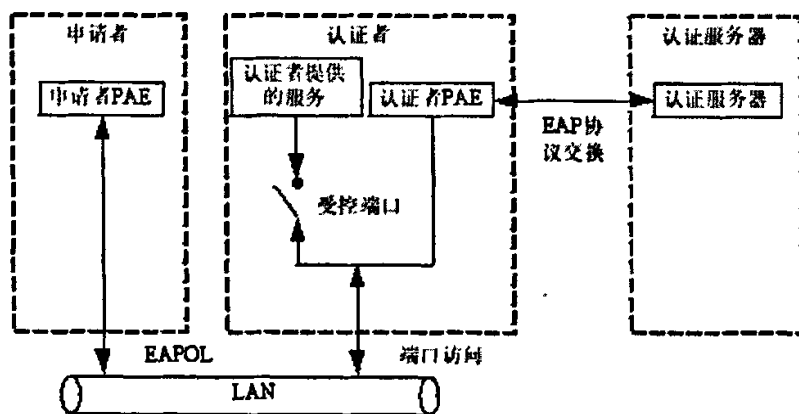 申请者
认证者
认证服务器
申请者PAE
认证者提供
的服务
认证者PAE
认证服务器
EAP协
议交换
受控端口
EAPOL
端口访问
LAN